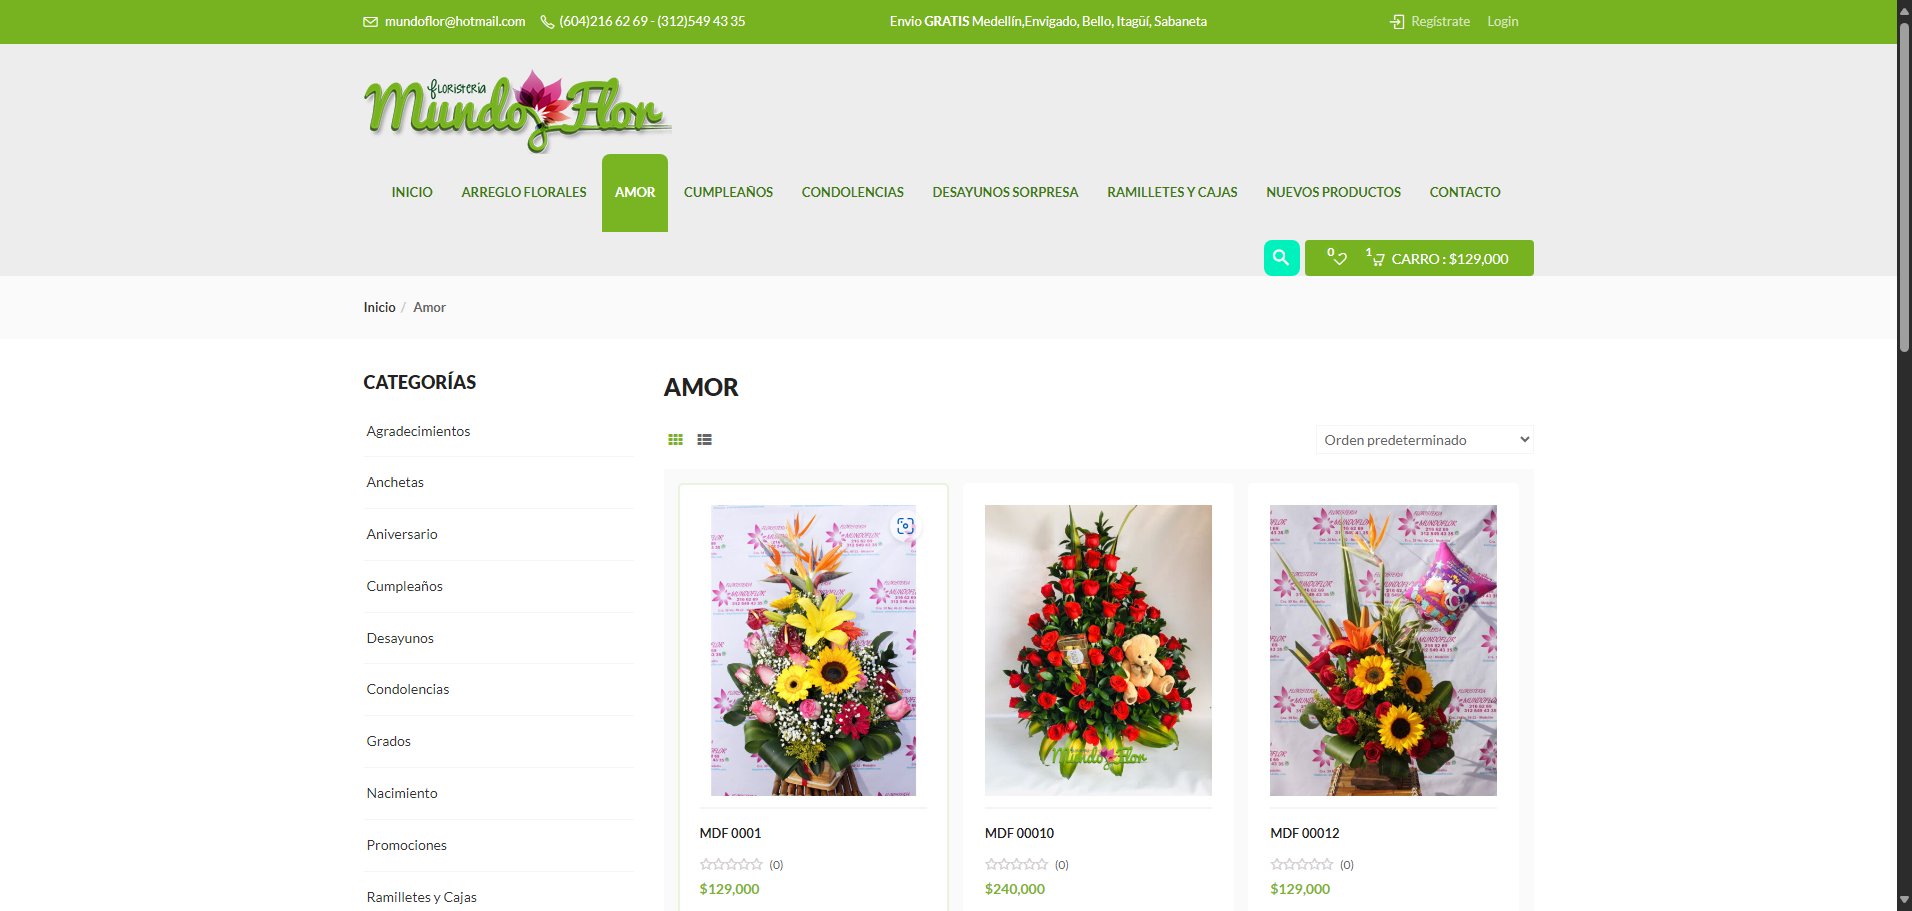 mundoflor@hotmail.com (604)216 62 69 - (312)549 43 35 Envio GRATIS Medellín,Envigado, Bello, Itagüí, Sabaneta Regístrate Login
FLORISTERIA
Mundo Flor
INICIO ARREGLO FLORALES AMOR CUMPLEAÑOS CONDOLENCIAS DESAYUNOS SORPRESA RAMILLETES Y CAJAS NUEVOS PRODUCTOS CONTACTO
0 1 CARRO : $129,000
Inicio / Amor
CATEGORÍAS
Agradecimientos
Anchetas
Aniversario
Cumpleaños
Desayunos
Condolencias
Grados
Nacimiento
Promociones
Ramilletes y Cajas
AMOR
Orden predeterminado
Mundo Flor
MDF 0001
(0)
$129,000
MDF 00010
(0)
$240,000
MDF 00012
(0)
$129,000